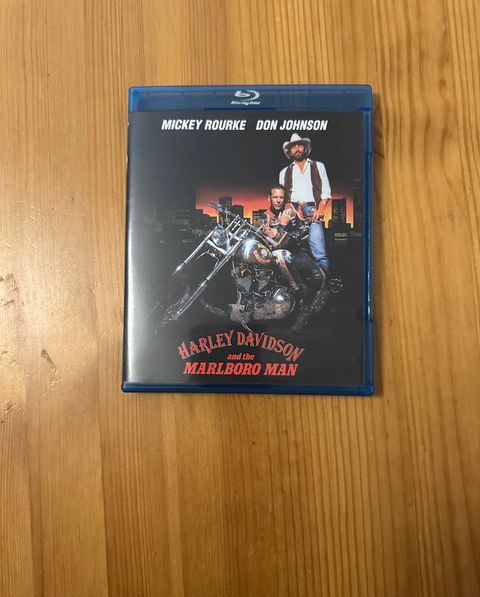 Blu-ray Disc
MICKEY ROURKE DON JOHNSON
HARLEY DAVIDSON
and the
MARLBORO MAN